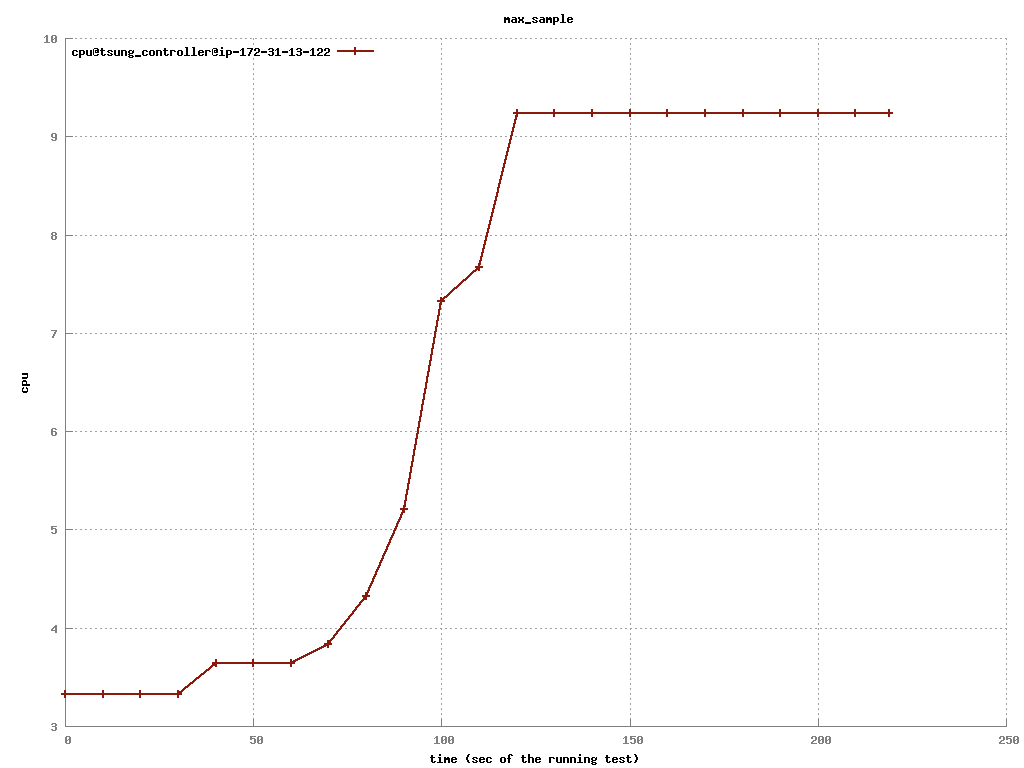 max_sample
cpu@tsung_controller@ip-172-31-13-122
10
9
8
7
6
5
4
3
cpu
0 50 100 150 200 250
time (sec of the running test)